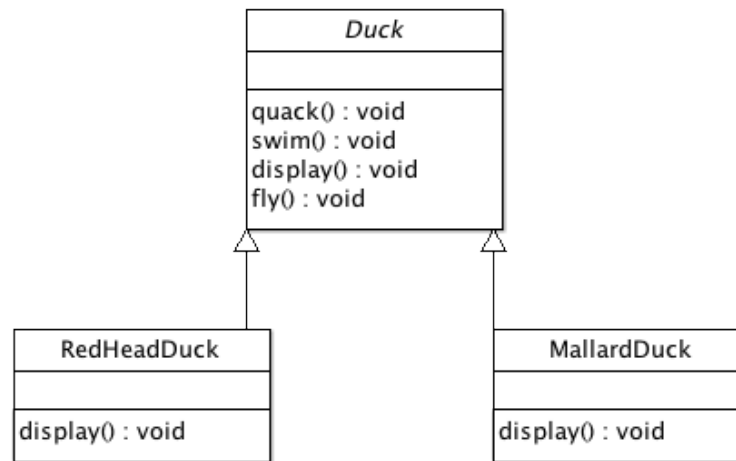 Duck
quack() : void
swim() : void
display() : void
fly() : void
RedHeadDuck
display() : void
MallardDuck
display() : void